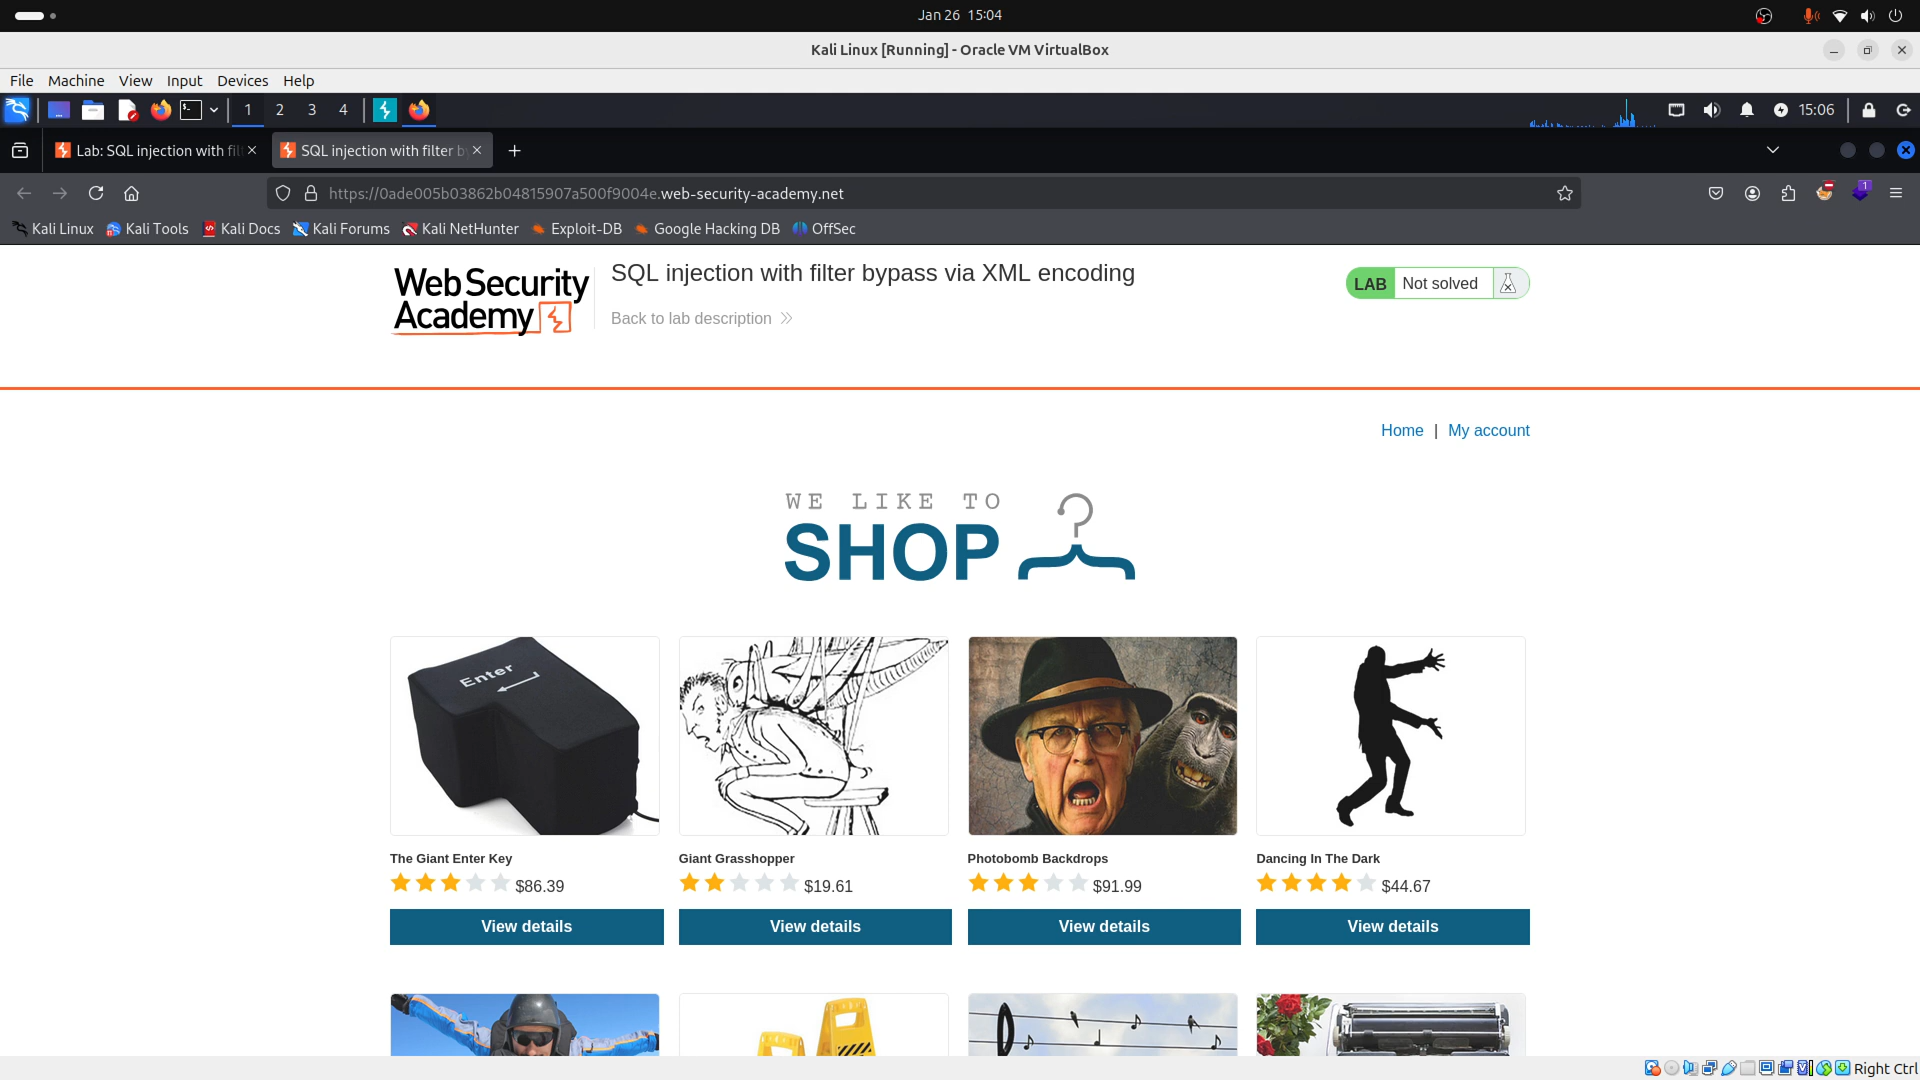 Jan 26 15:04
Kali Linux [Running] - Oracle VM VirtualBox
File Machine View Input Devices Help
1 2 3 4 15:06
Lab: SQL injection with filt SQL injection with filter by
https://0ade005b03862b04815907a500f9004e.web-security-academy.net
1
Kali Linux Kali Tools Kali Docs Kali Forums Kali NetHunter Exploit-DB Google Hacking DB OffSec
Web Security
Academy
SQL injection with filter bypass via XML encoding
Back to lab description
LAB Not solved
Home | My account
WE LIKE TO
SHOP
Enter
The Giant Enter Key Giant Grasshopper Photobomb Backdrops Dancing In The Dark
$86.39 $19.61 $91.99 $44.67
View details View details View details View details
Right Ctrl